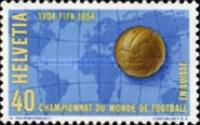 1904 FIFA 1954
HELVETIA
EN SUISSE
40
CHAMPIONNAT DU MONDE DE FOOTBALL